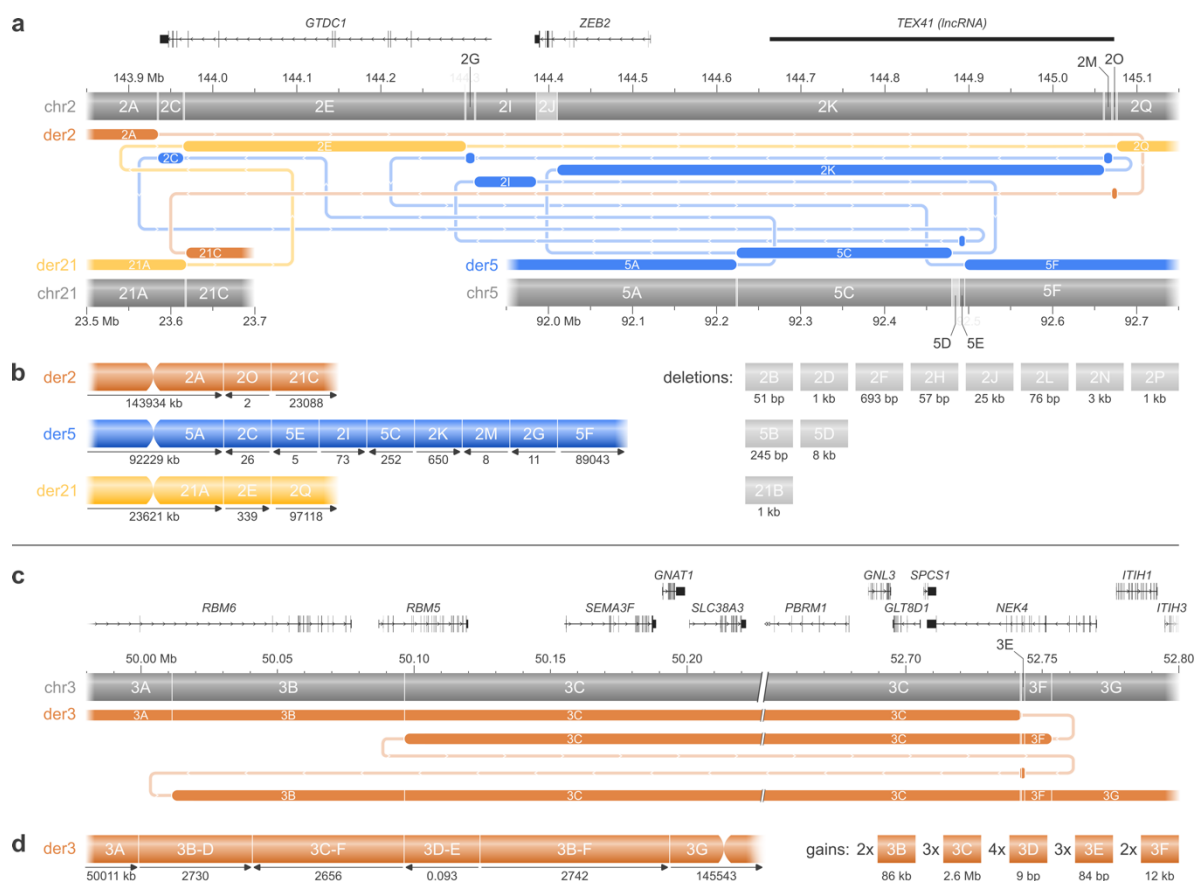 a
GTDC1 ZEB2 TEX41 (lncRNA)
2G 2M 2O
143.9 Mb 144.0 144.1 144.2 144.3 144.4 144.5 144.6 144.7 144.8 144.9 145.0 145.1
chr2 2A 2C 2E 2I 2J 2K 2Q
der2 2A
2E 2Q
2C
2K
2I
21C 5C
der21 21A der5 5A 5F
chr21 21A 21C chr5 5A 5C 5F
23.5 Mb 23.6 23.7 92.0 Mb 92.1 92.2 92.3 92.4 92.5 92.6 92.7
5D 5E
b
der2 2A 2O 21C deletions: 2B 2D 2F 2H 2J 2L 2N 2P
143934 kb 2 23088 51 bp 1 kb 693 bp 57 bp 25 kb 76 bp 3 kb 1 kb
der5 5A 2C 5E 2I 5C 2K 2M 2G 5F 5B 5D
92229 kb 26 5 73 252 650 8 11 89043 245 bp 8 kb
der21 21A 2E 2Q 21B
23621 kb 339 97118 1 kb
c
GNAT1 GNL3 SPCS1 ITIH1
RBM6 RBM5 SEMA3F SLC38A3 PBRM1 GLT8D1 NEK4 ITIH3
3E
50.00 Mb 50.05 50.10 50.15 50.20 52.70 52.75 52.80
chr3 3A 3B 3C 3C 3F 3G
der3 3A 3B 3C 3C
3C 3C 3F
3B 3C 3C 3F 3G
d
der3 3A 3B-D 3C-F 3D-E 3B-F 3G gains: 2x 3B 3x 3C 4x 3D 3x 3E 2x 3F
50011 kb 2730 2656 0.093 2742 145543 86 kb 2.6 Mb 9 bp 84 bp 12 kb